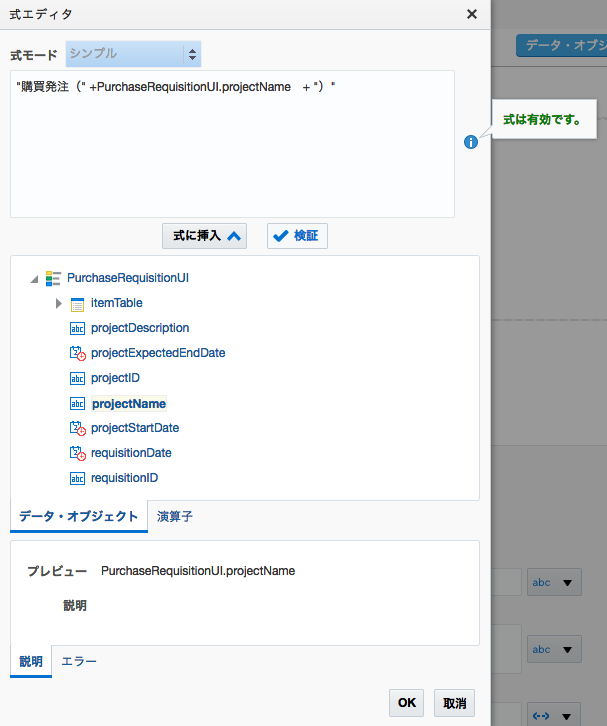 式エディタ
式モード シンプル
データ・オブジ
"購買発注（" +PurchaseRequisitionUI.projectName　+ "）"
式は有効です。
式に挿入 検証
PurchaseRequisitionUI
itemTable
abc projectDescription
projectExpectedEndDate
abc projectID
abc projectName
projectStartDate
requisitionDate
abc requisitionID
データ・オブジェクト 演算子
プレビュー PurchaseRequisitionUI.projectName
abc
説明
abc
説明 エラー
OK 取消